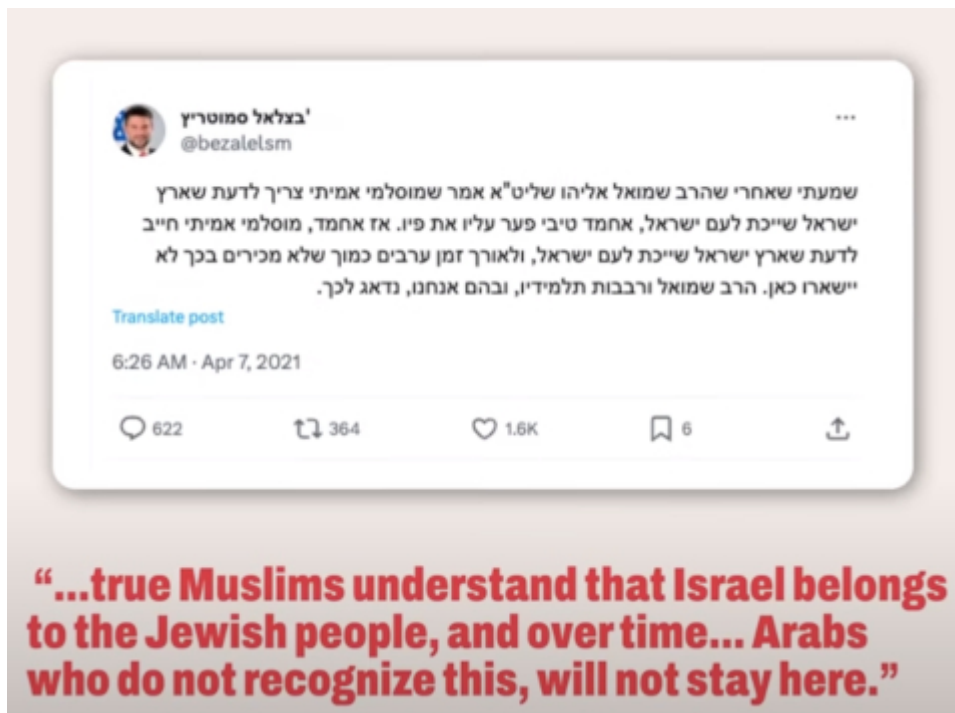 בצלאל סמוטריץ'
@bezalelsm
שמעתי שאחרי שהרב שמואל אליהו שליט"א אמר שמוסלמי אמיתי צריך לדעת שארץ
ישראל שייכת לעם ישראל, אחמד טיבי פער עליו את פיו. אז אחמד, מוסלמי אמיתי חייב
לדעת שארץ ישראל שייכת לעם ישראל, ולאורך זמן ערבים כמוך שלא מכירים בכך לא
יישארו כאן. הרב שמואל ורבבות תלמידיו, ובהם אנחנו, נדאג לכך.
Translate post
6:26 AM · Apr 7, 2021
622 364 1.6K 6
“...true Muslims understand that Israel belongs
to the Jewish people, and over time... Arabs
who do not recognize this, will not stay here.”